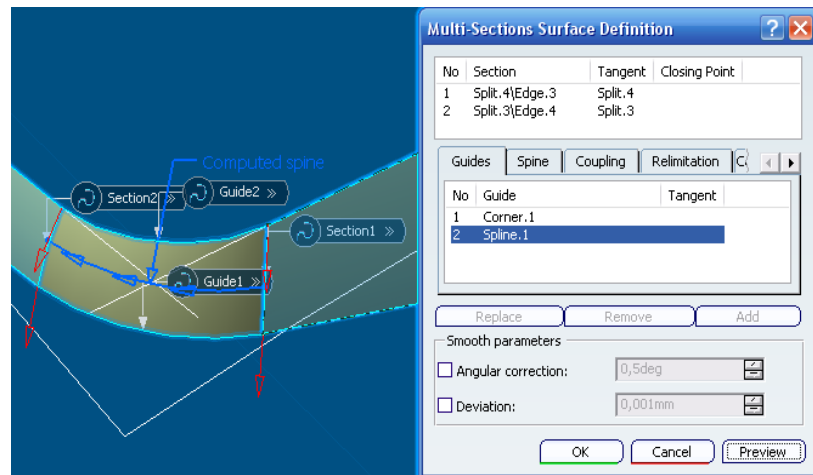 Multi-Sections Surface Definition
No Section Tangent Closing Point
1 Split.4\Edge.3 Split.4
2 Split.3\Edge.4 Split.3
Computed spine
Section2 »
Guide2 »
Section1 »
Guide1 »
Guides Spine Coupling Relimitation
No Guide Tangent
1 Corner.1
2 Spline.1
Replace Remove Add
Smooth parameters
Angular correction: 0,5deg
Deviation: 0,001mm
OK Cancel Preview